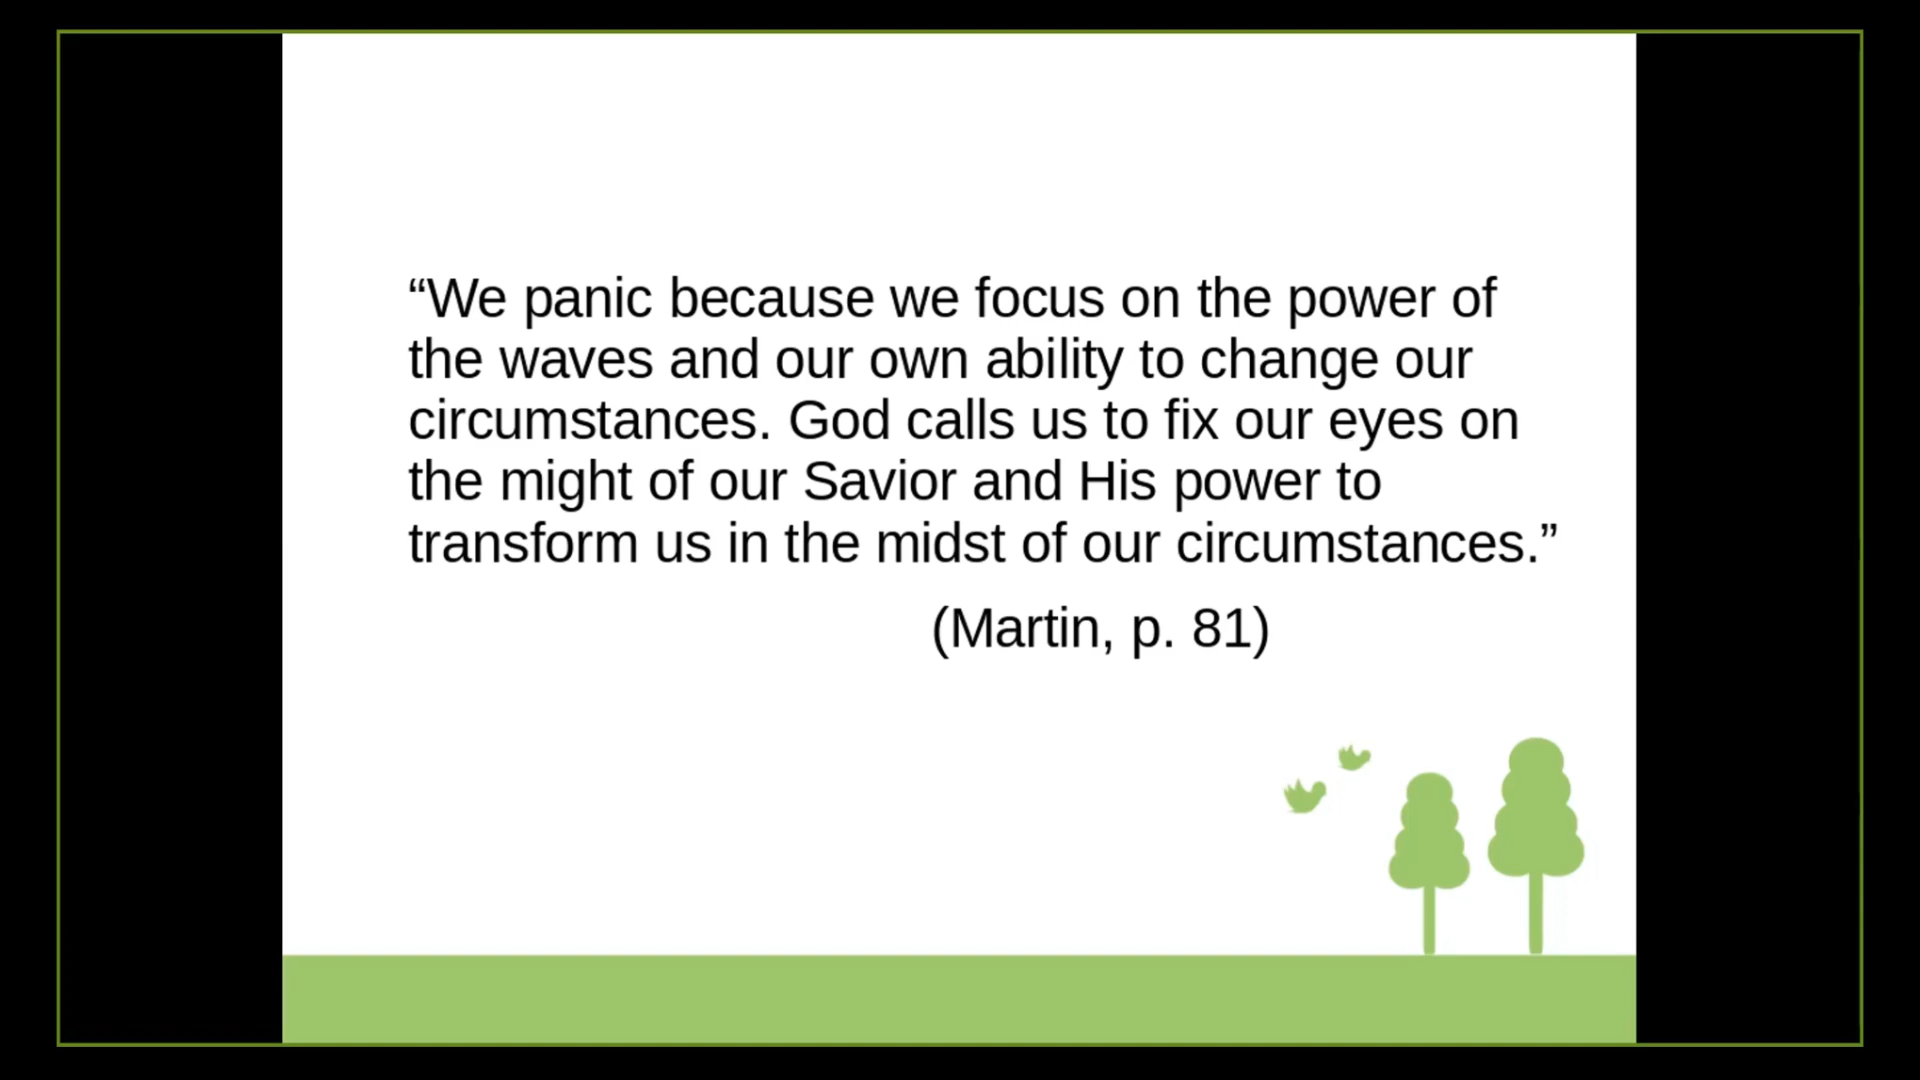 “We panic because we focus on the power of
the waves and our own ability to change our
circumstances. God calls us to fix our eyes on
the might of our Savior and His power to
transform us in the midst of our circumstances.”
(Martin, p. 81)